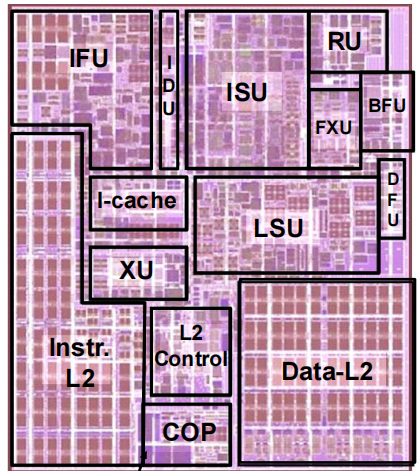 IFU
I
D
U
ISU
RU
FXU
BFU
D
F
U
I-cache
LSU
XU
Instr.
L2
L2
Control
Data-L2
COP